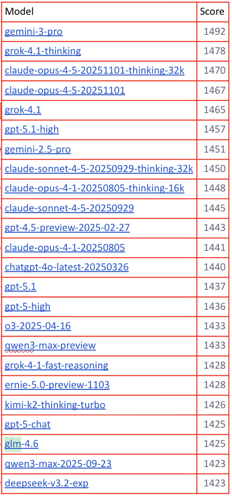 Model Score
gemini-3-pro 1492
grok-4.1-thinking 1478
claude-opus-4-5-20251101-thinking-32k 1470
claude-opus-4-5-20251101 1467
grok-4.1 1465
gpt-5.1-high 1457
gemini-2.5-pro 1451
claude-sonnet-4-5-20250929-thinking-32k 1450
claude-opus-4-1-20250805-thinking-16k 1448
claude-sonnet-4-5-20250929 1445
gpt-4.5-preview-2025-02-27 1443
claude-opus-4-1-20250805 1441
chatgpt-4o-latest-20250326 1440
gpt-5.1 1437
gpt-5-high 1436
o3-2025-04-16 1433
qwen3-max-preview 1433
grok-4-1-fast-reasoning 1428
ernie-5.0-preview-1103 1428
kimi-k2-thinking-turbo 1426
gpt-5-chat 1425
glm-4.6 1425
qwen3-max-2025-09-23 1423
deepseek-v3.2-exp 1423